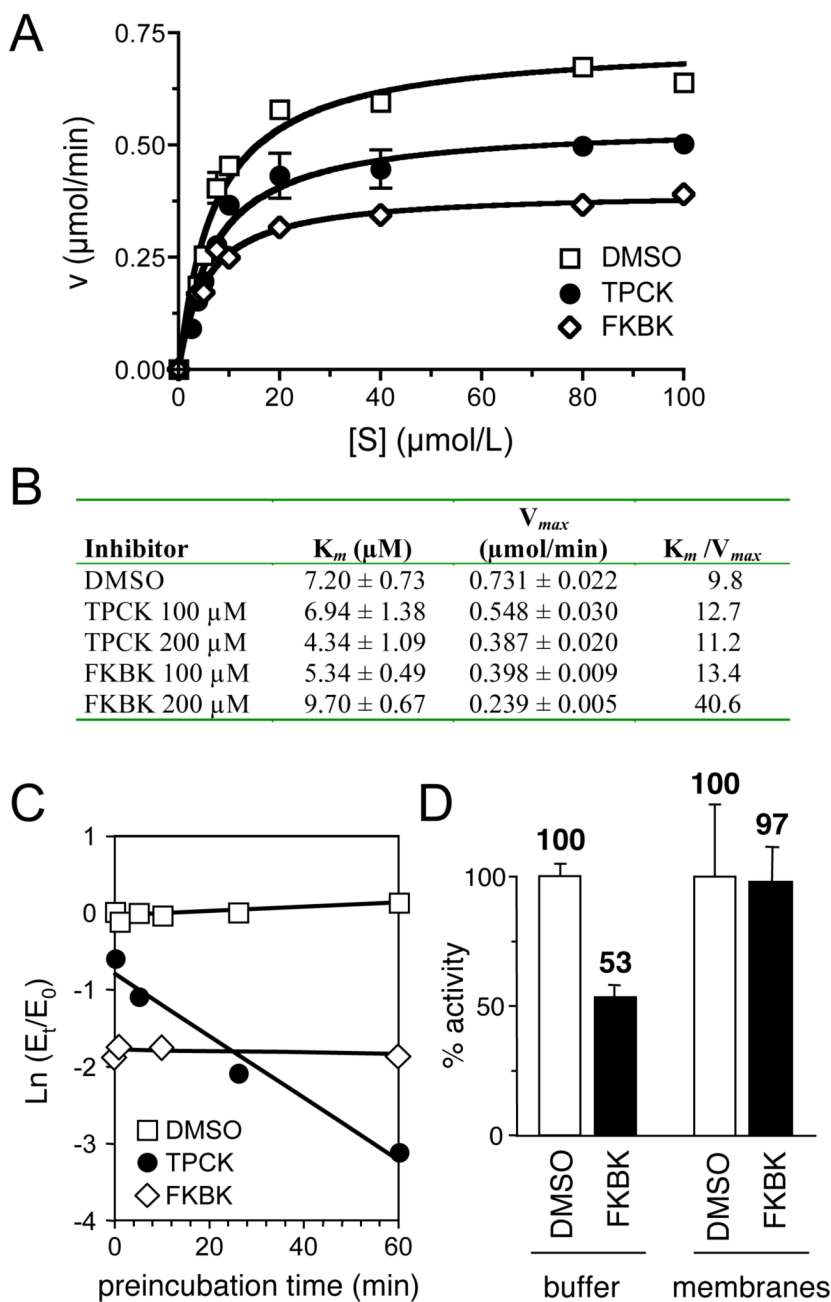 A
0.75
0.50
0.25
0.00
v (µmol/min)
DMSO
TPCK
FKBK
0 20 40 60 80 100
[S] (µmol/L)
B
Inhibitor K_m (µM) V_max (µmol/min) K_m /V_max
DMSO 7.20 ± 0.73 0.731 ± 0.022 9.8
TPCK 100 µM 6.94 ± 1.38 0.548 ± 0.030 12.7
TPCK 200 µM 4.34 ± 1.09 0.387 ± 0.020 11.2
FKBK 100 µM 5.34 ± 0.49 0.398 ± 0.009 13.4
FKBK 200 µM 9.70 ± 0.67 0.239 ± 0.005 40.6
C
1
0
-1
-2
-3
-4
Ln (E_t/E_0)
DMSO
TPCK
FKBK
0 20 40 60
preincubation time (min)
D
100
50
0
% activity
100
53
100
97
DMSO
FKBK
DMSO
FKBK
buffer membranes